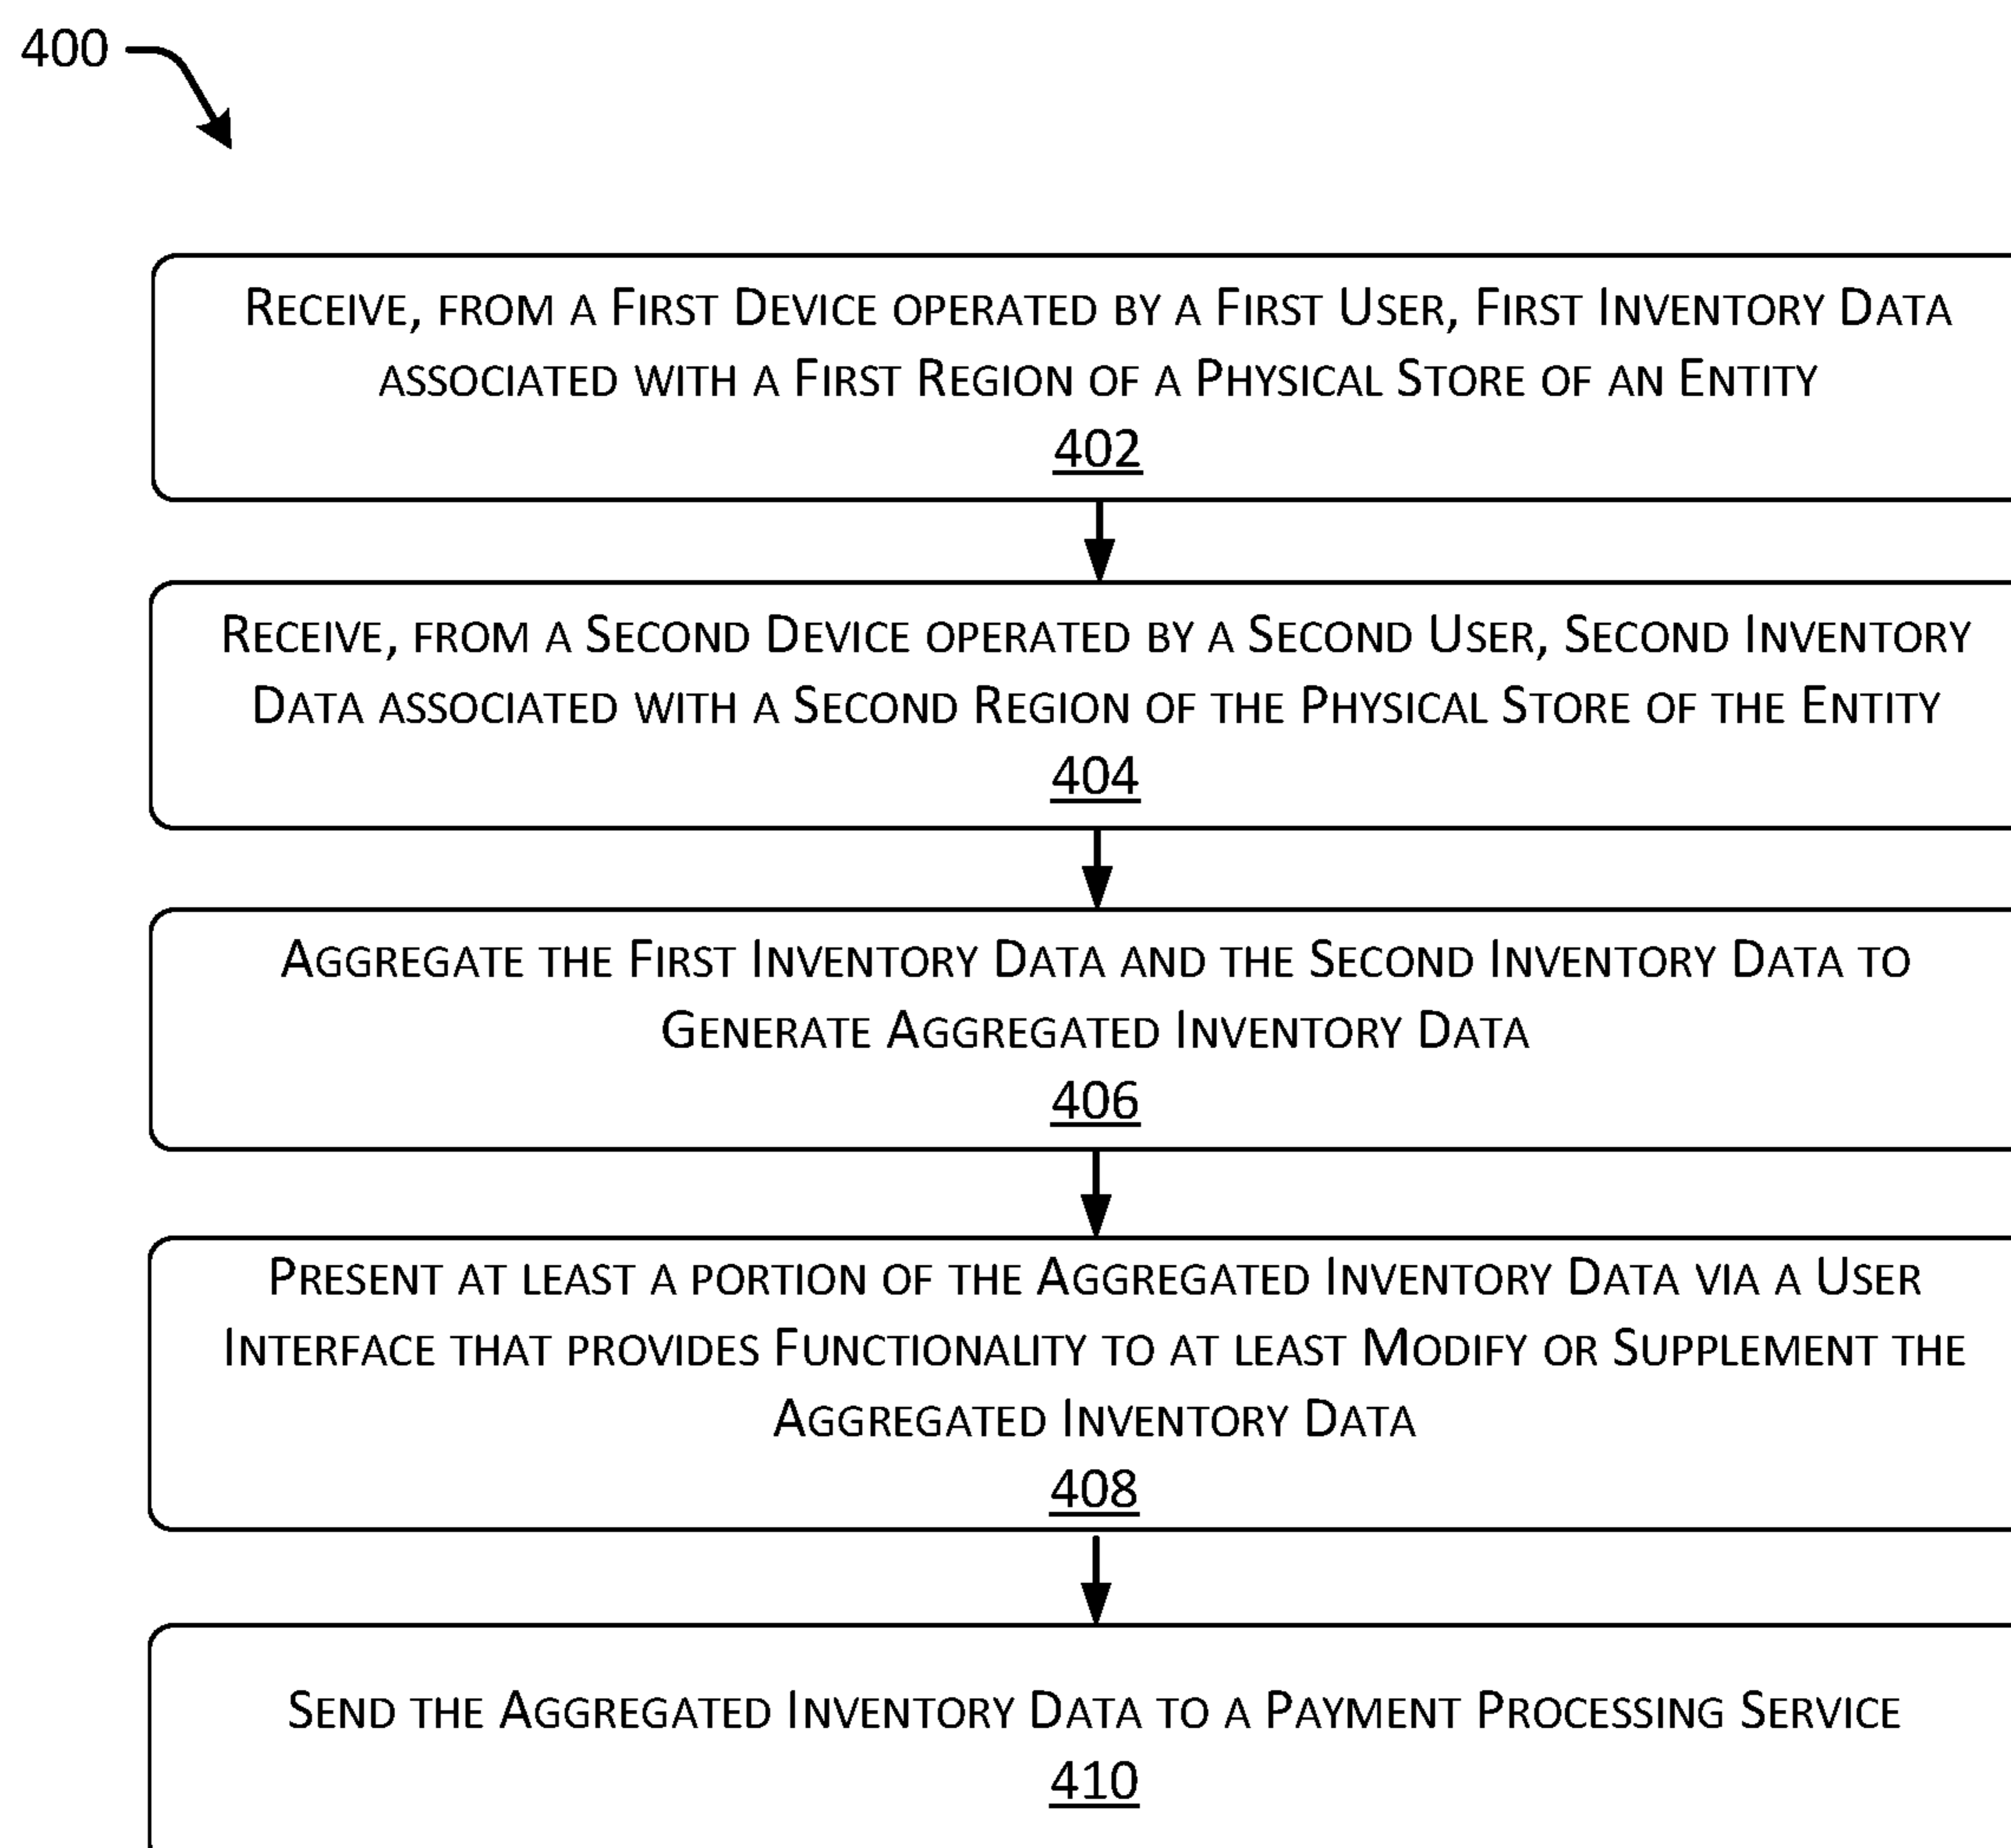 400
Receive, from a First Device operated by a First User, First Inventory Data
associated with a First Region of a Physical Store of an Entity
402
Receive, from a Second Device operated by a Second User, Second Inventory
Data associated with a Second Region of the Physical Store of the Entity
404
Aggregate the First Inventory Data and the Second Inventory Data to
Generate Aggregated Inventory Data
406
Present at least a portion of the Aggregated Inventory Data via a User
Interface that provides Functionality to at least Modify or Supplement the
Aggregated Inventory Data
408
Send the Aggregated Inventory Data to a Payment Processing Service
410